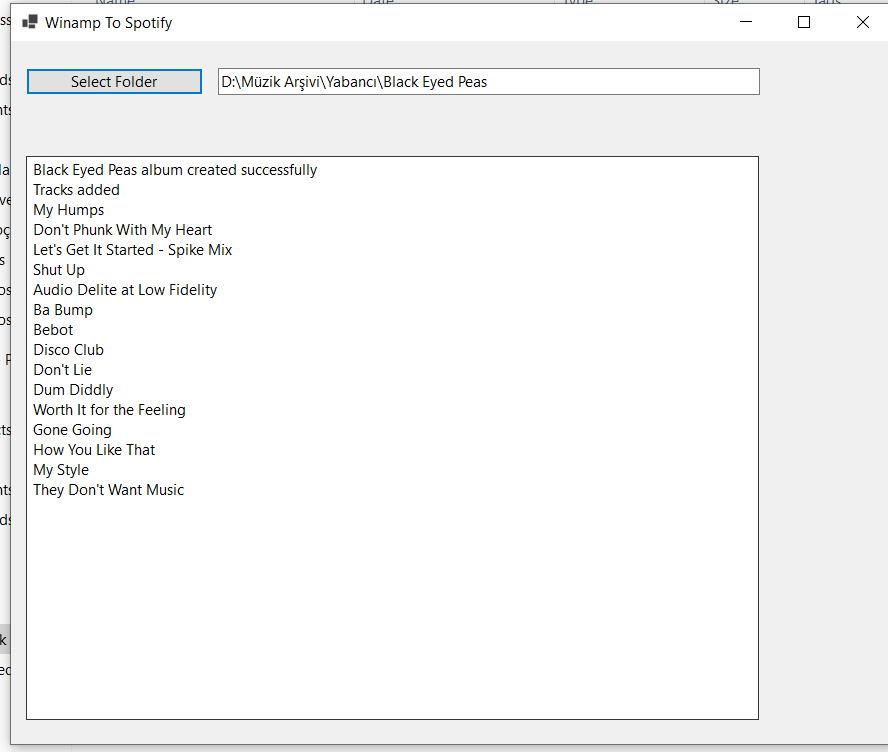 Winamp To Spotify
Select Folder
D:\Müzik Arşivi\Yabancı\Black Eyed Peas
Black Eyed Peas album created successfully
Tracks added
My Humps
Don't Phunk With My Heart
Let's Get It Started - Spike Mix
Shut Up
Audio Delite at Low Fidelity
Ba Bump
Bebot
Disco Club
Don't Lie
Dum Diddly
Worth It for the Feeling
Gone Going
How You Like That
My Style
They Don't Want Music